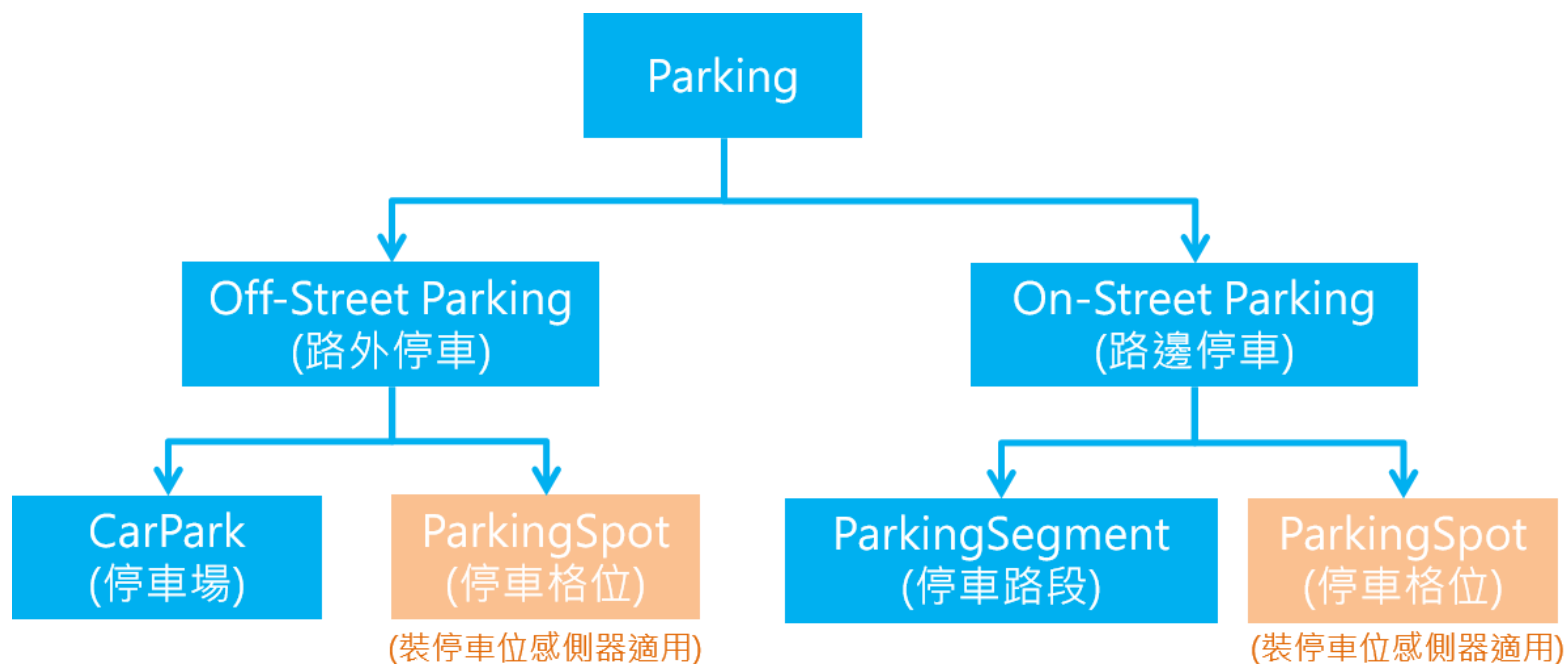 Parking
Off-Street Parking
(路外停車)
On-Street Parking
(路邊停車)
CarPark
(停車場)
ParkingSpot
(停車格位)
(裝停車位感側器適用)
ParkingSegment
(停車路段)
ParkingSpot
(停車格位)
(裝停車位感側器適用)